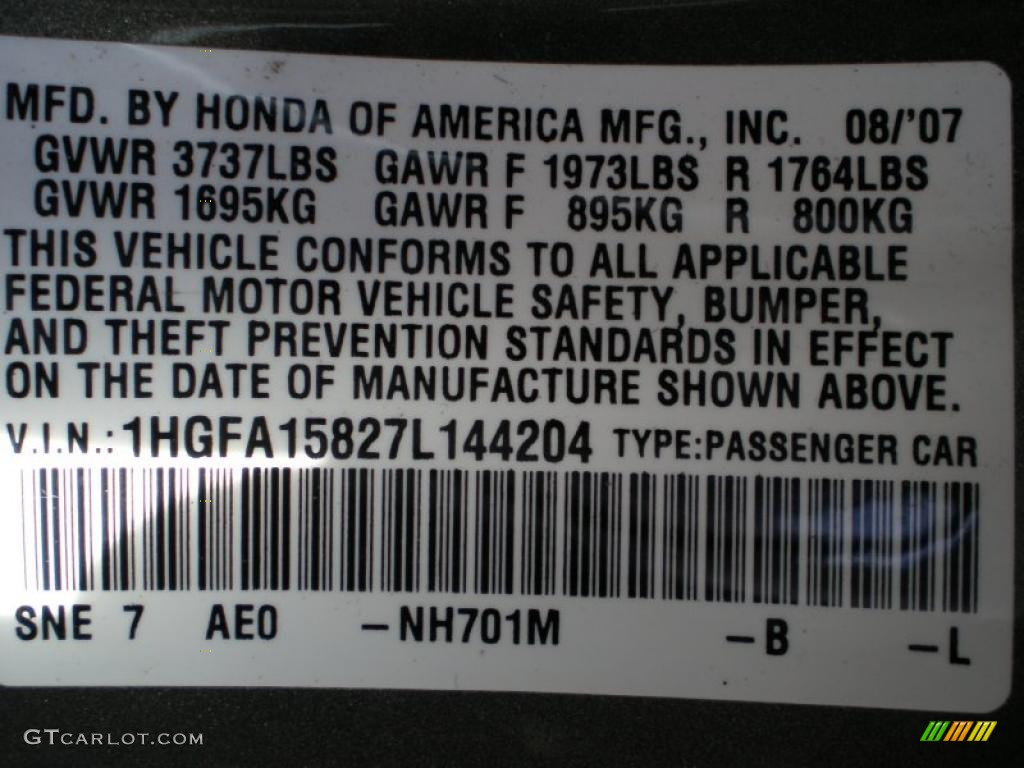 MFD. BY HONDA OF AMERICA MFG., INC. 08/'07
GVWR 3737LBS GAWR F 1973LBS R 1764LBS
GVWR 1695KG GAWR F 895KG R 800KG
THIS VEHICLE CONFORMS TO ALL APPLICABLE
FEDERAL MOTOR VEHICLE SAFETY, BUMPER,
AND THEFT PREVENTION STANDARDS IN EFFECT
ON THE DATE OF MANUFACTURE SHOWN ABOVE.
V.I.N.: 1HGFA15827L144204 TYPE:PASSENGER CAR
SNE 7 AE0 –NH701M –B –L
GTCARLOT.COM